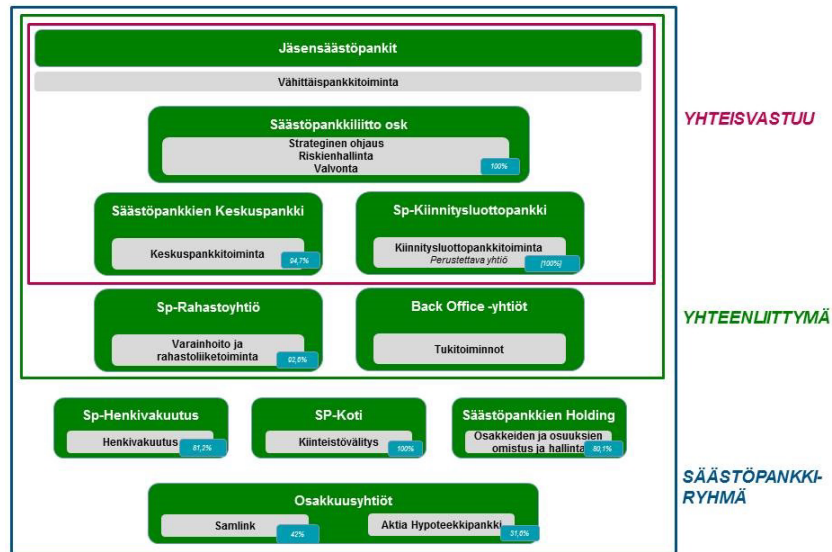 Jäsensäästöpankit
Vähittäispankkitoiminta
YHTEISVASTUU
Säästöpankkiliitto osk
Strateginen ohjaus
Riskienhallinta
Valvonta
100%
Säästöpankkien Keskuspankki
Keskuspankkitoiminta
94,7%
Sp-Kiinnitysluottopankki
Kiinnitysluottopankkitoiminta
Perustettava yhtiö
(100%)
Sp-Rahastoyhtiö
Varainhoito ja
rahastoliiketoiminta
92,6%
Back Office -yhtiöt
Tukitoiminnot
YHTEENLIITTYMÄ
Sp-Henkivakuutus
Henkivakuutus
81,2%
SP-Koti
Kiinteistövälitys
100%
Säästöpankkien Holding
Osakkeiden ja osuuksien
omistus ja hallinta
80,1%
SÄÄSTÖPANKKI-
RYHMÄ
Osakkuusyhtiöt
Samlink
42%
Aktia Hypoteekkipankki
31,6%